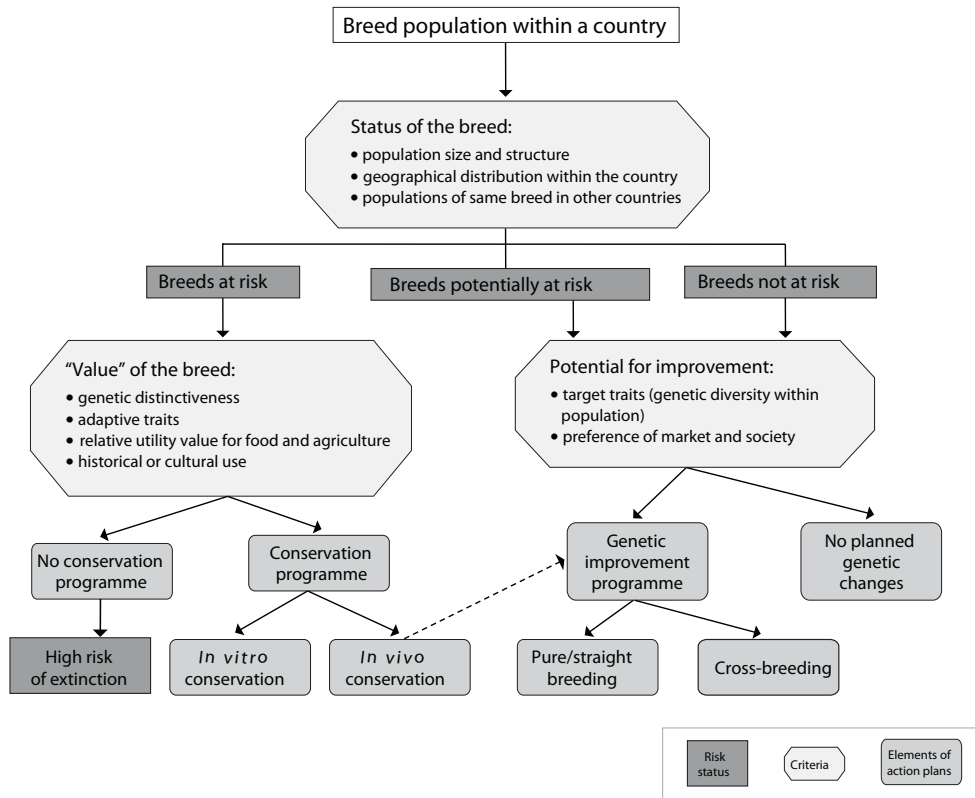 Breed population within a country
Status of the breed:
• population size and structure
• geographical distribution within the country
• populations of same breed in other countries
Breeds at risk
Breeds potentially at risk
Breeds not at risk
“Value” of the breed:
• genetic distinctiveness
• adaptive traits
• relative utility value for food and agriculture
• historical or cultural use
Potential for improvement:
• target traits (genetic diversity within
population)
• preference of market and society
No conservation
programme
Conservation
programme
Genetic
improvement
programme
No planned
genetic
changes
High risk
of extinction
In vitro
conservation
In vivo
conservation
Pure/straight
breeding
Cross-breeding
Risk
status
Criteria
Elements of
action plans